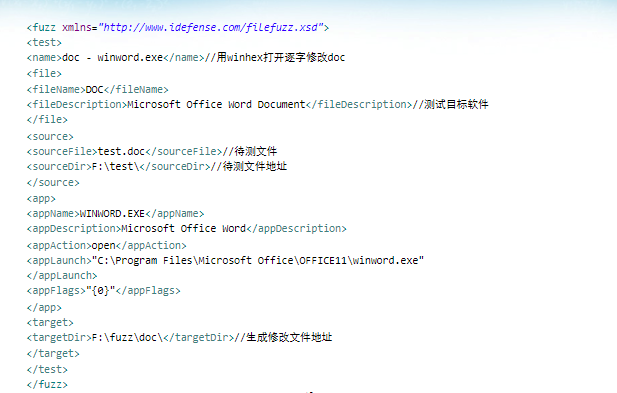 <fuzz xmlns="http://www.idefense.com/filefuzz.xsd">
<test>
<name>doc - winword.exe</name>//用winhex打开逐字修改doc
<file>
<fileName>DOC</fileName>
<fileDescription>Microsoft Office Word Document</fileDescription>//测试目标软件
</file>
<source>
<sourceFile>test.doc</sourceFile>//待测文件
<sourceDir>F:\test\</sourceDir>//待测文件地址
</source>
<app>
<appName>WINWORD.EXE</appName>
<appDescription>Microsoft Office Word</appDescription>
<appAction>open</appAction>
<appLaunch>"C:\Program Files\Microsoft Office\OFFICE11\winword.exe"
</appLaunch>
<appFlags>"{0}"</appFlags>
</app>
<target>
<targetDir>F:\fuzz\doc\</targetDir>//生成修改文件地址
</target>
</test>
</fuzz>